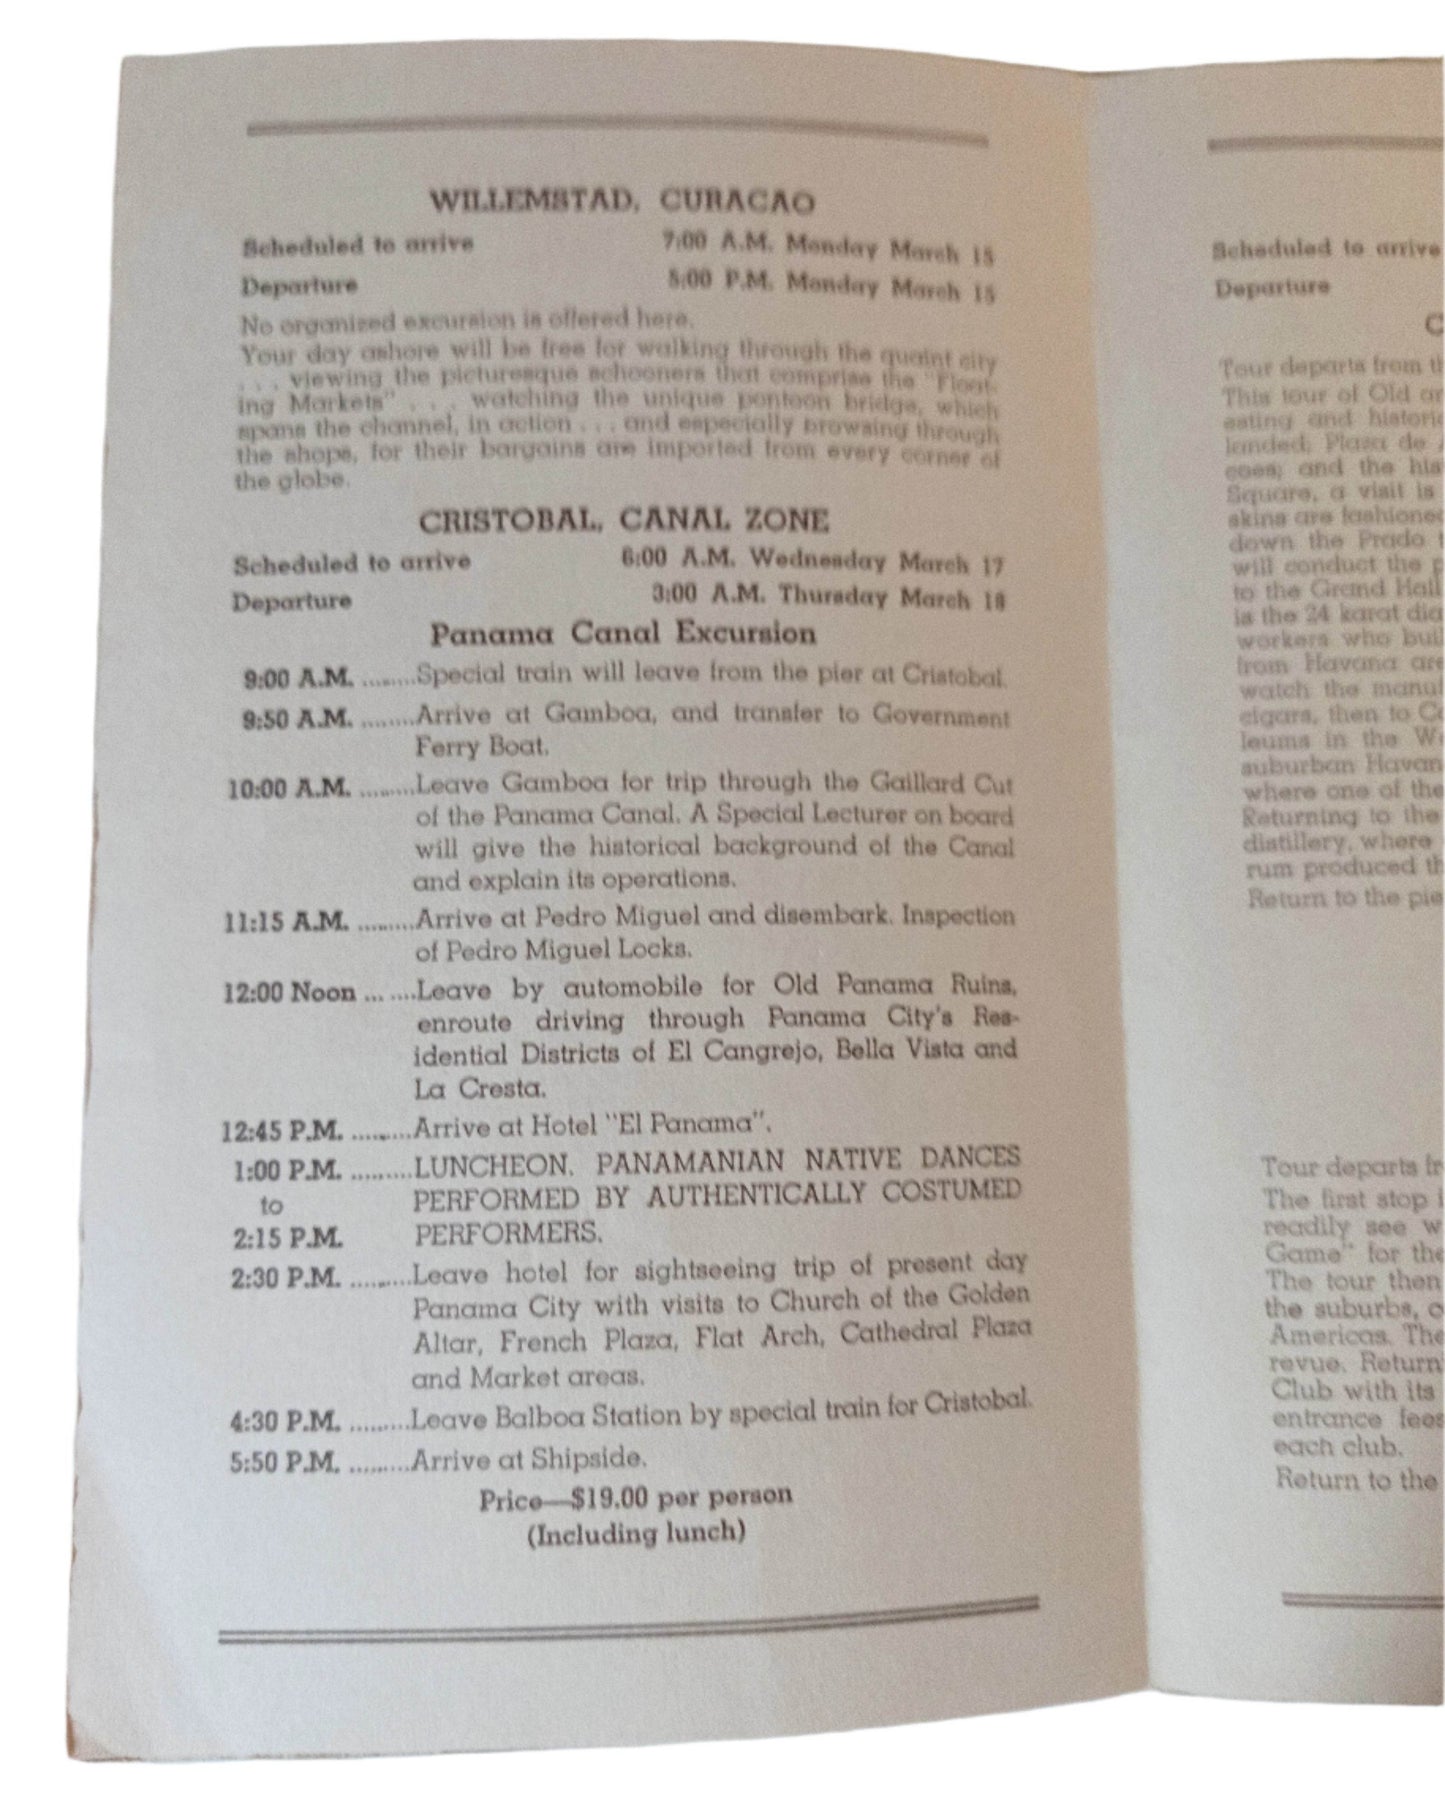 WILLEMSTAD, CURACAO
Scheduled to arrive 7:00 A.M. Monday March 15
Departure 5:00 P.M. Monday March 15
No organized excursion is offered here.
Your day ashore will be free for walking through the quaint city
. . . viewing the picturesque schooners that comprise the "Float-
ing Markets" . . . watching the unique pontoon bridge, which
spans the channel, in action . . . and especially browsing through
the shops, for their bargains are imported from every corner of
the globe.
CRISTOBAL, CANAL ZONE
Scheduled to arrive 6:00 A.M. Wednesday March 17
Departure 3:00 A.M. Thursday March 18
Panama Canal Excursion
9:00 A.M. .........Special train will leave from the pier at Cristobal.
9:50 A.M. .........Arrive at Gamboa, and transfer to Government
Ferry Boat.
10:00 A.M. .........Leave Gamboa for trip through the Gaillard Cut
of the Panama Canal. A Special Lecturer on board
will give the historical background of the Canal
and explain its operations.
11:15 A.M. .........Arrive at Pedro Miguel and disembark. Inspection
of Pedro Miguel Locks.
12:00 Noon ... ....Leave by automobile for Old Panama Ruins,
enroute driving through Panama City's Res-
idential Districts of El Cangrejo, Bella Vista and
La Cresta.
12:45 P.M. .........Arrive at Hotel "El Panama".
1:00 P.M. .........LUNCHEON. PANAMANIAN NATIVE DANCES
to PERFORMED BY AUTHENTICALLY COSTUMED
2:15 P.M. PERFORMERS.
2:30 P.M. .........Leave hotel for sightseeing trip of present day
Panama City with visits to Church of the Golden
Altar, French Plaza, Flat Arch, Cathedral Plaza
and Market areas.
4:30 P.M. .........Leave Balboa Station by special train for Cristobal.
5:50 P.M. .........Arrive at Shipside.
Price—$19.00 per person
(Including lunch)
Scheduled to arrive
Departure
C
Tour departs from
This tour of Old
esting and
landed; Plaza de
coes; and the
Square, a visit is
skins are fashioned
down the Prado
will conduct the
to the Grand Hall
is the 24 karat
workers who
from Havana are
watch the
cigars, then to
leums in the
suburban
where one of the
Returning to the
distillery, where
rum produced
Return to the
Tour departs
The first stop
readily see
Game" for the
The tour then
the suburbs,
Americas. The
revue. Return
Club with its
entrance fees
each club.
Return to the